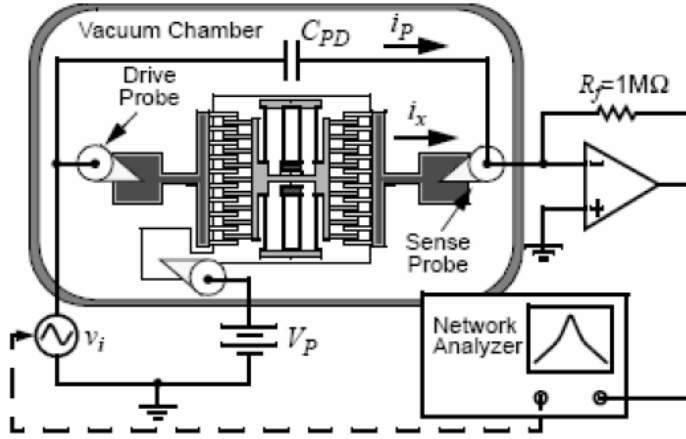 Vacuum Chamber
C_PD
i_P
Drive
Probe
i_x
R_f=1MΩ
Sense
Probe
v_i
V_P
Network
Analyzer